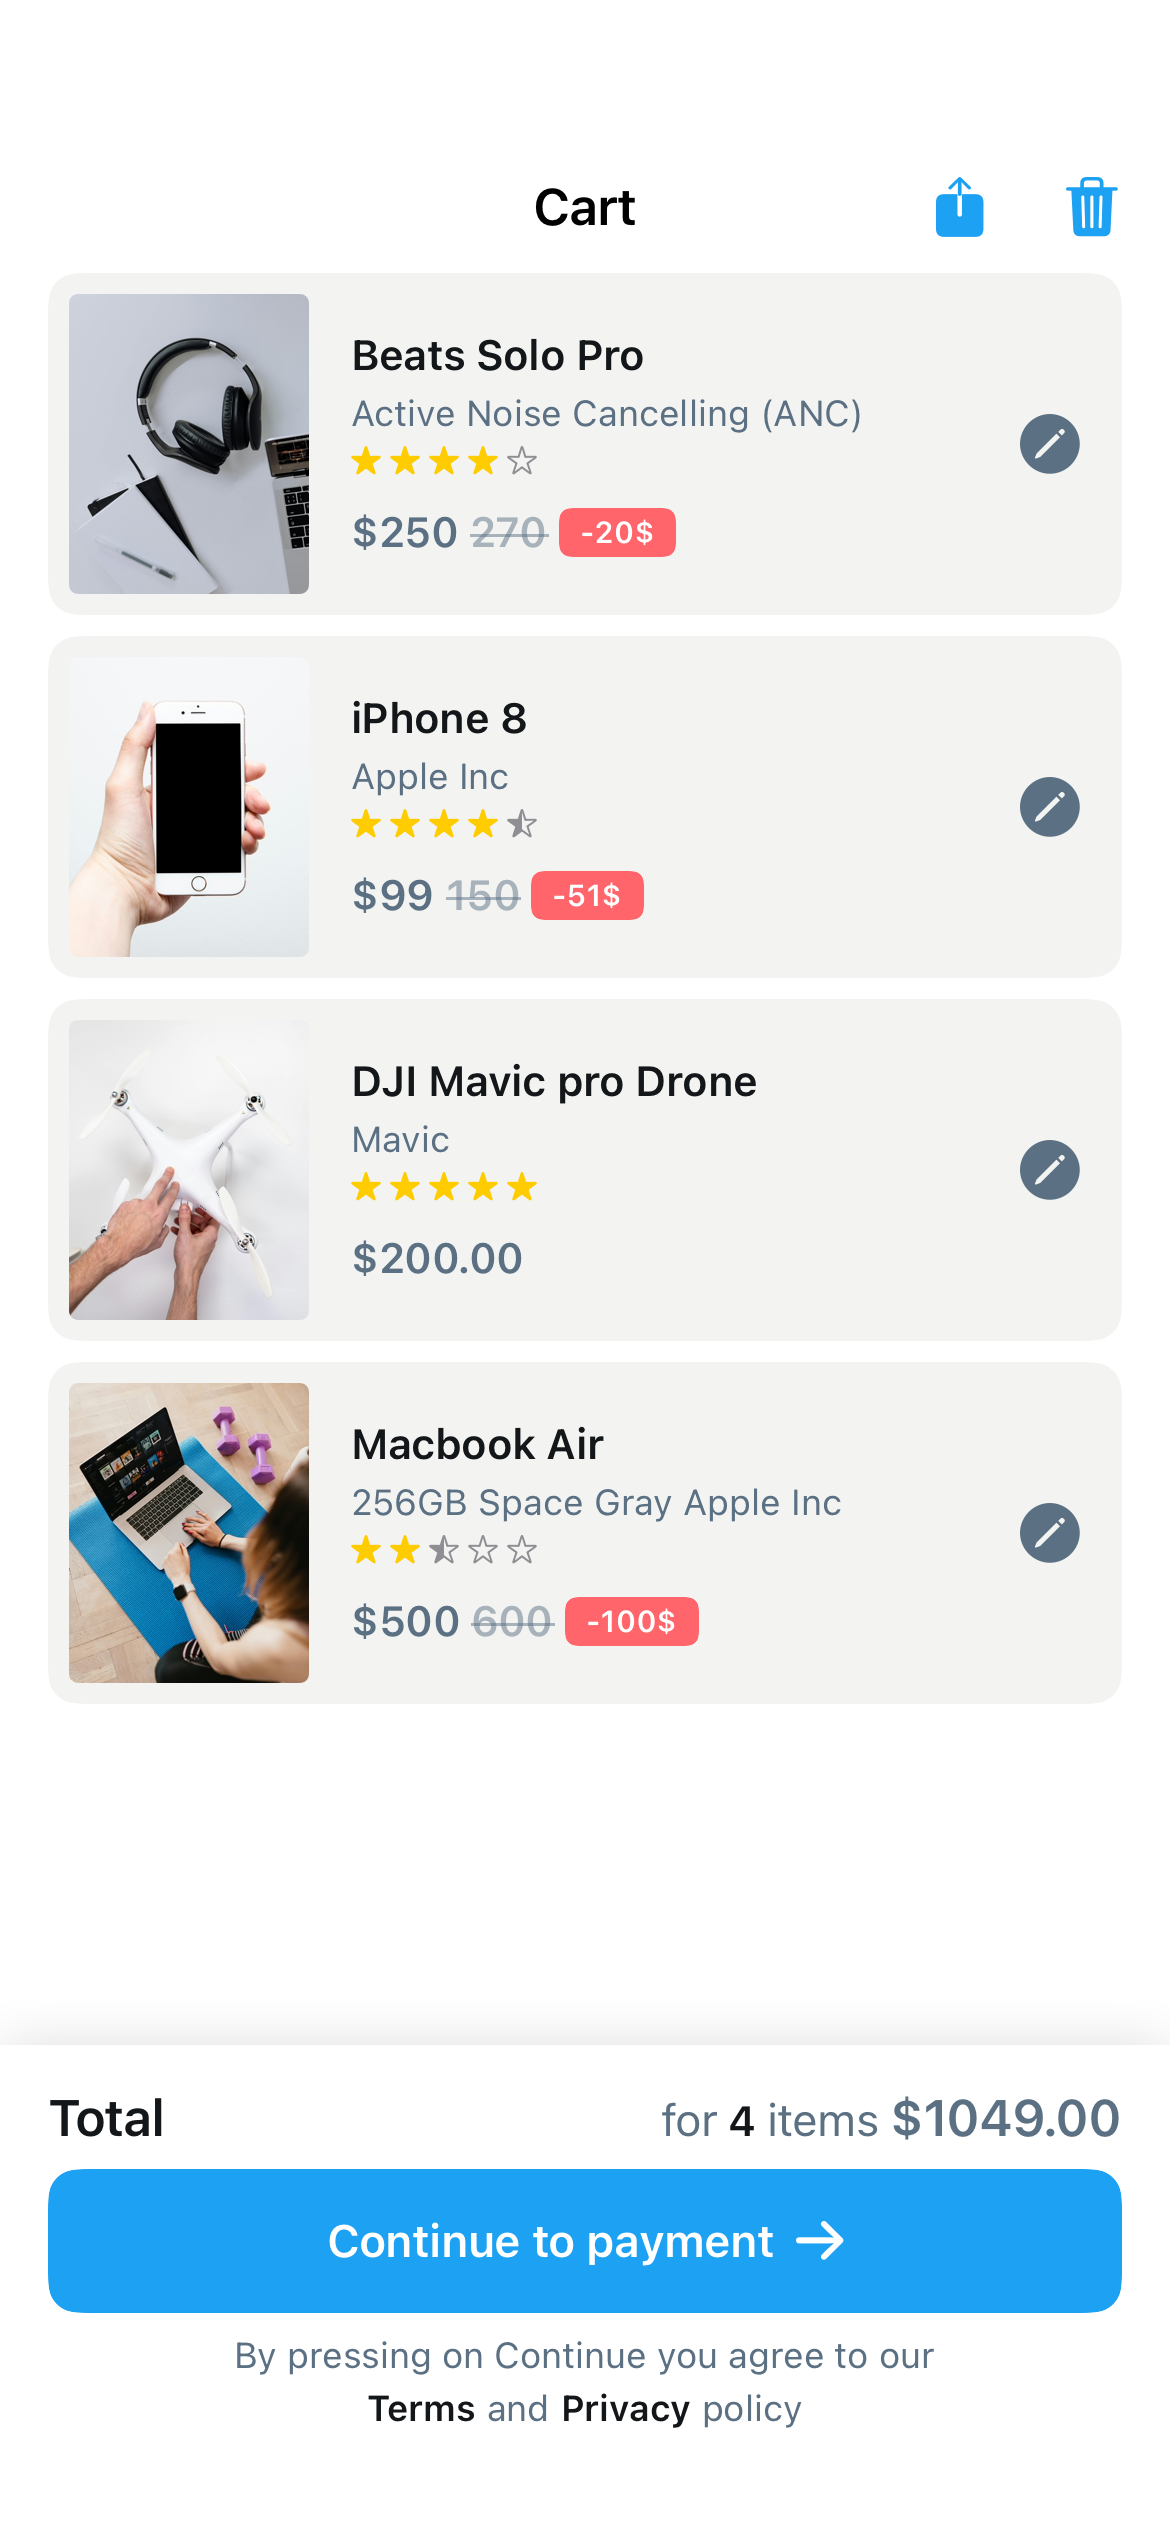 Cart
Beats Solo Pro
Active Noise Cancelling (ANC)
$250 270 -20$
iPhone 8
Apple Inc
$99 150 -51$
DJI Mavic pro Drone
Mavic
$200.00
Macbook Air
256GB Space Gray Apple Inc
$500 600 -100$
Total for 4 items $1049.00
Continue to payment →
By pressing on Continue you agree to our
Terms and Privacy policy